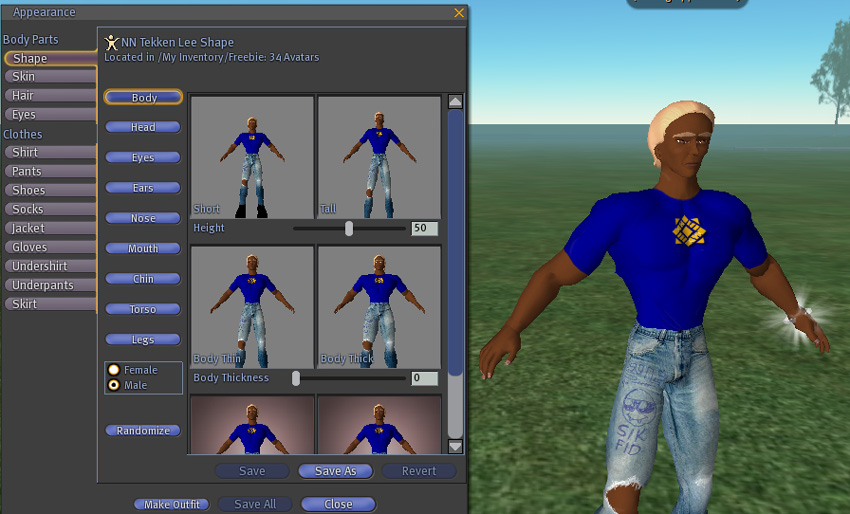 Appearance
Body Parts
Shape
Skin
Hair
Eyes
Clothes
Shirt
Pants
Shoes
Socks
Jacket
Gloves
Undershirt
Underpants
Skirt
NN Tekken Lee Shape
Located in /My Inventory/Freebie: 34 Avatars
Body
Head
Eyes
Ears
Nose
Mouth
Chin
Torso
Legs
Female
Male
Randomize
Short
Tall
Height
50
Body Thin
Body Thick
Body Thickness
0
Save
Save As
Revert
Make Outfit
Save All
Close
FID